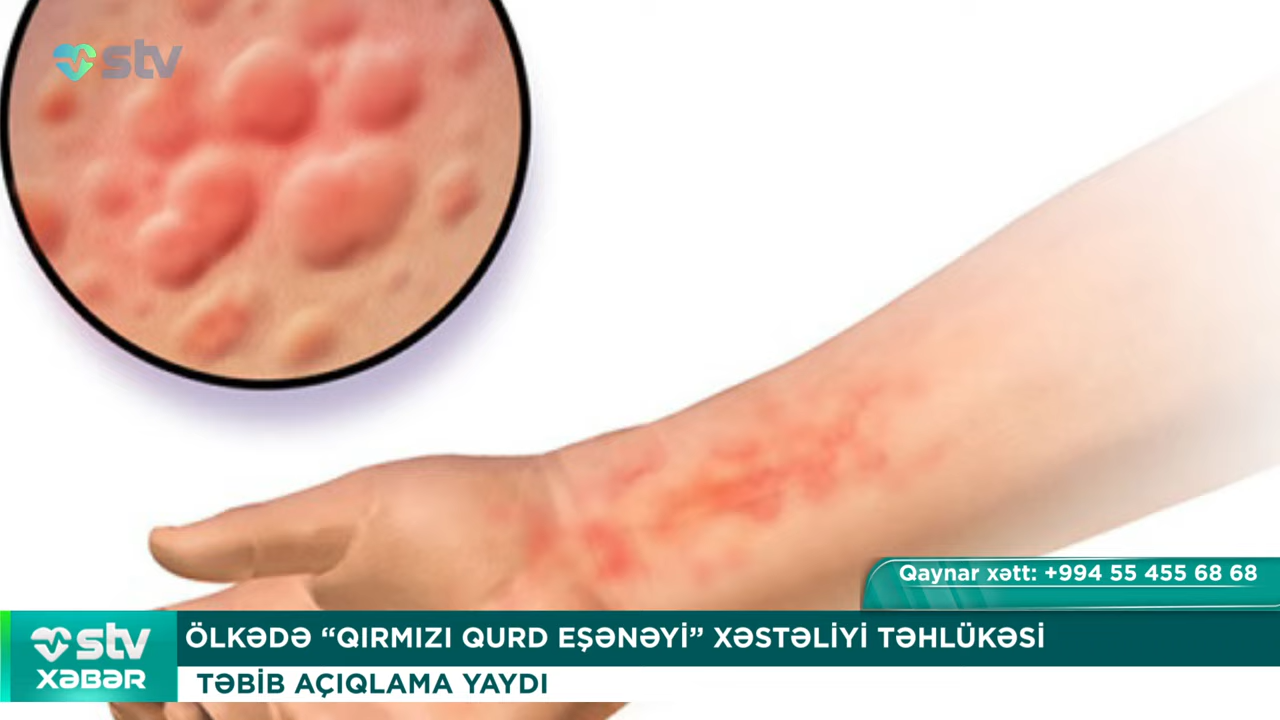 stv
Qaynar xətt: +994 55 455 68 68
stv
XƏBƏR
ÖLKƏDƏ “QIRMIZI QURD EŞƏNƏYİ” XƏSTƏLİYİ TƏHLÜKƏSİ
TƏBİB AÇIQLAMA YAYDI